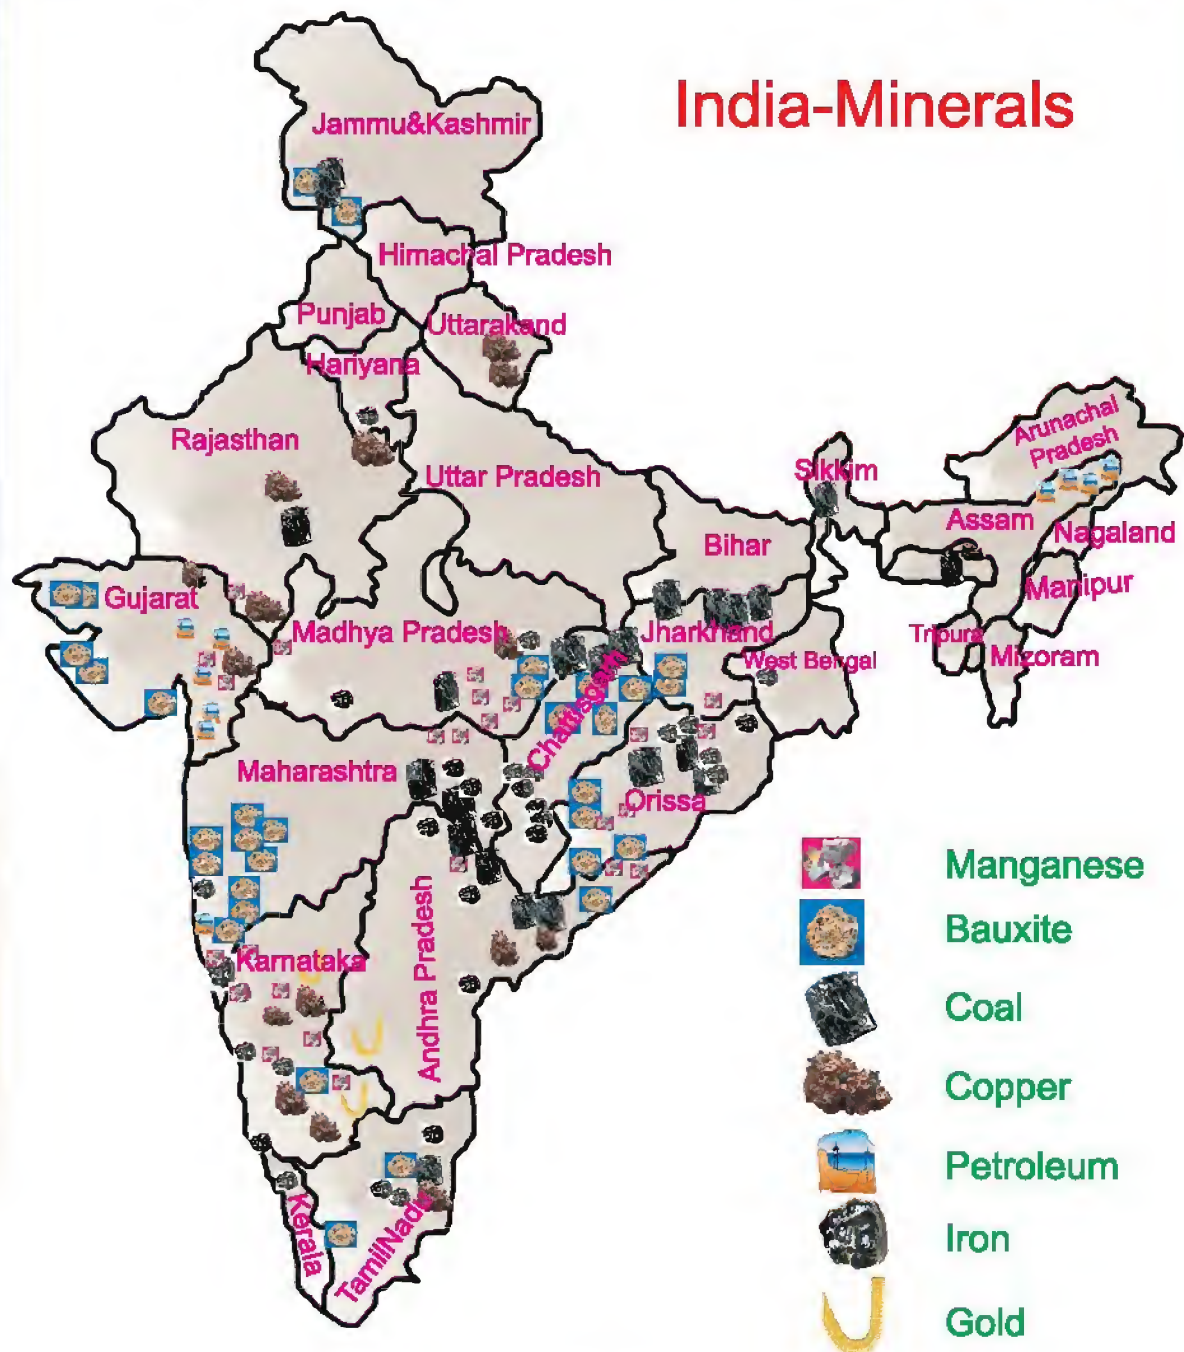 India-Minerals
Jammu&Kashmir
Himachal Pradesh
Punjab
Uttarakand
Hariyana
Rajasthan
Uttar Pradesh
Sikkim
Arunachal
Pradesh
Assam
Nagaland
Bihar
Manipur
Gujarat
Madhya Pradesh
Jharkhand
Tripura
West Bengal
Mizoram
Chattisgath
Maharashtra
Orissa
Karnataka
Andhra Pradesh
Kerala
TamilNadu
Manganese
Bauxite
Coal
Copper
Petroleum
Iron
Gold